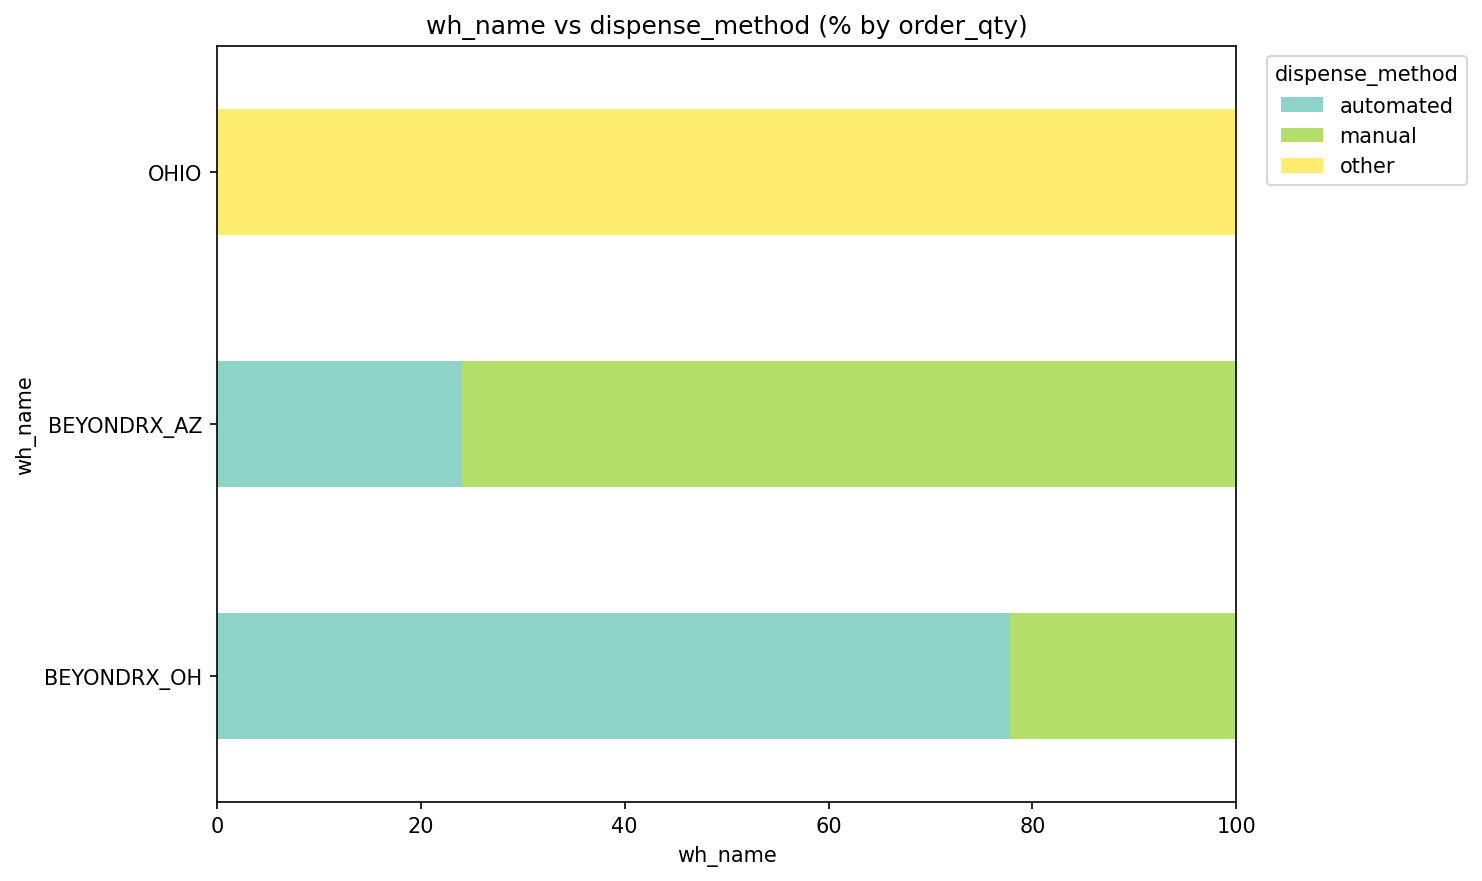 wh_name vs dispense_method (% by order_qty)
dispense_method
automated
manual
other
wh_name
OHIO
BEYONDRX_AZ
BEYONDRX_OH
0 20 40 60 80 100
wh_name